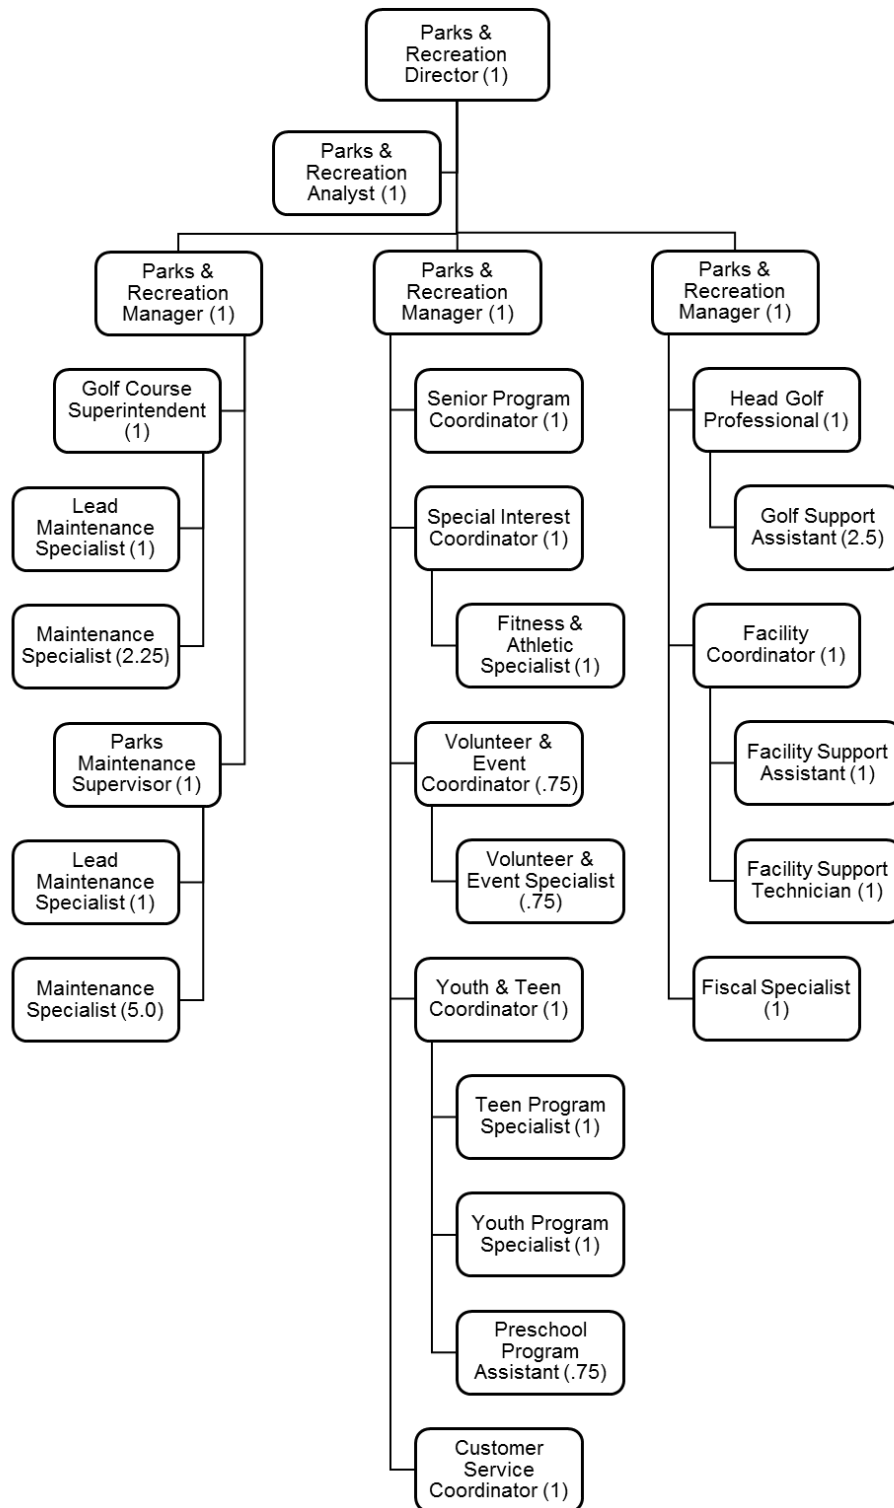 Parks &
Recreation
Director (1)
Parks &
Recreation
Analyst (1)
Parks &
Recreation
Manager (1)
Golf Course
Superintendent
(1)
Lead
Maintenance
Specialist (1)
Maintenance
Specialist (2.25)
Parks
Maintenance
Supervisor (1)
Lead
Maintenance
Specialist (1)
Maintenance
Specialist (5.0)
Parks &
Recreation
Manager (1)
Senior Program
Coordinator (1)
Special Interest
Coordinator (1)
Fitness &
Athletic
Specialist (1)
Volunteer &
Event
Coordinator (.75)
Volunteer &
Event Specialist
(.75)
Youth & Teen
Coordinator (1)
Teen Program
Specialist (1)
Youth Program
Specialist (1)
Preschool
Program
Assistant (.75)
Customer
Service
Coordinator (1)
Parks &
Recreation
Manager (1)
Head Golf
Professional (1)
Golf Support
Assistant (2.5)
Facility
Coordinator (1)
Facility Support
Assistant (1)
Facility Support
Technician (1)
Fiscal Specialist
(1)